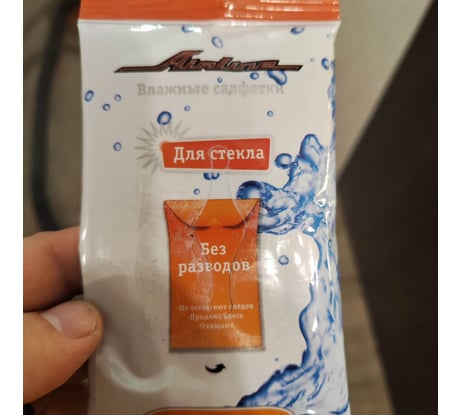 Airline
Влажные салфетки
Для стекла
Без
разводов
-Не оставляют следов
-Придают блеск
-Очищают